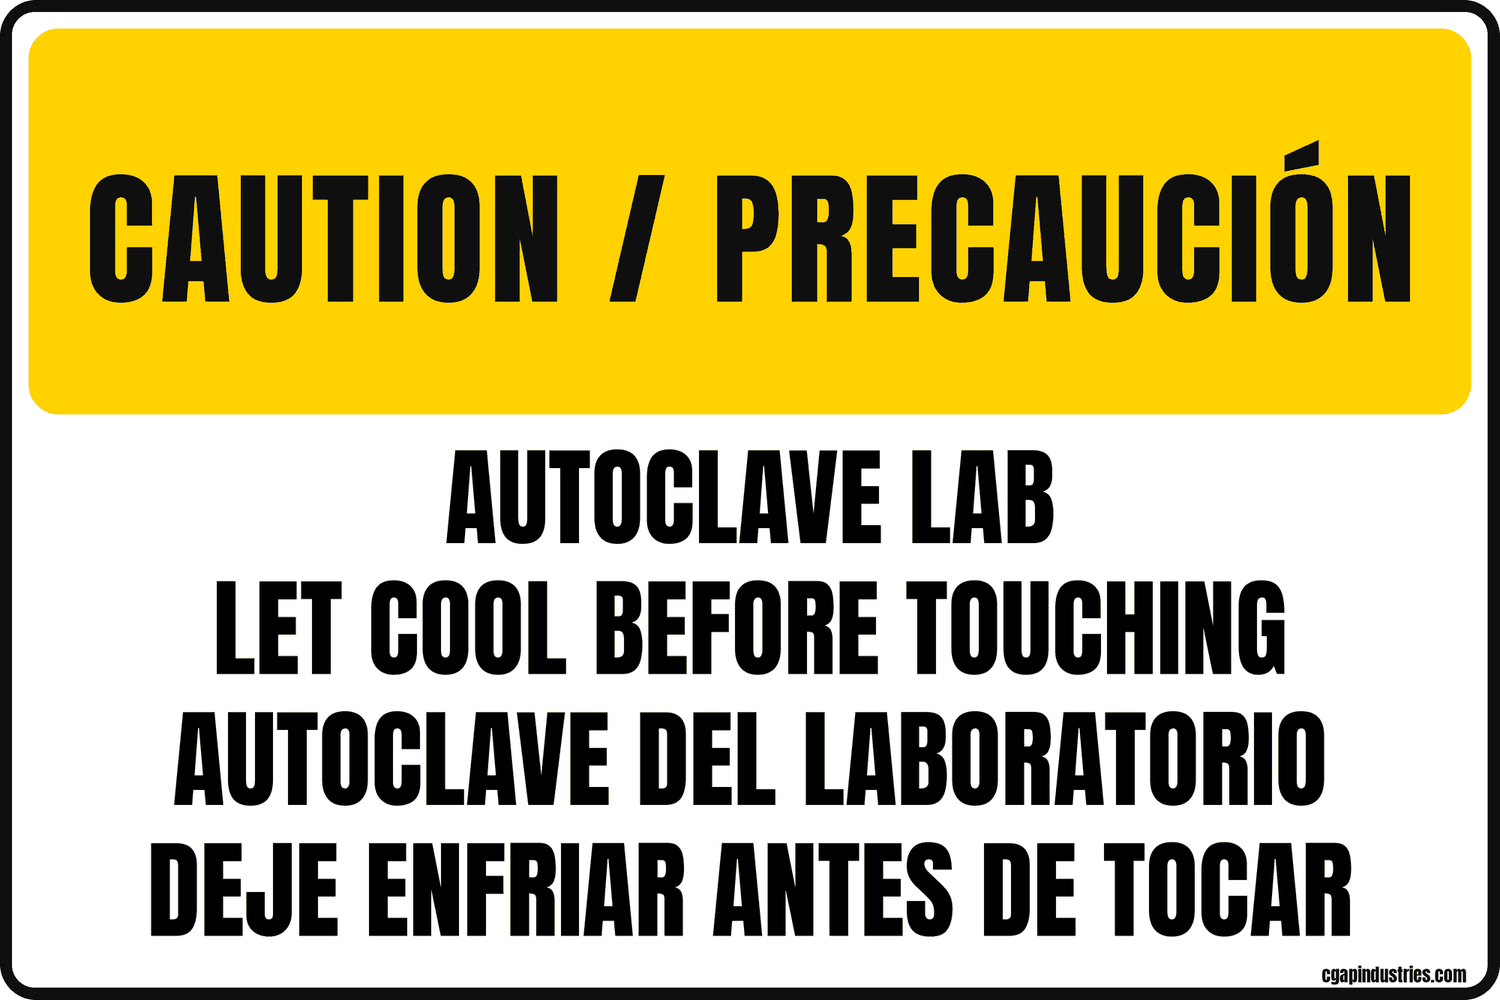 CAUTION / PRECAUCIÓN
AUTOCLAVE LAB
LET COOL BEFORE TOUCHING
AUTOCLAVE DEL LABORATORIO
DEJE ENFRIAR ANTES DE TOCAR
cgapindustries.com